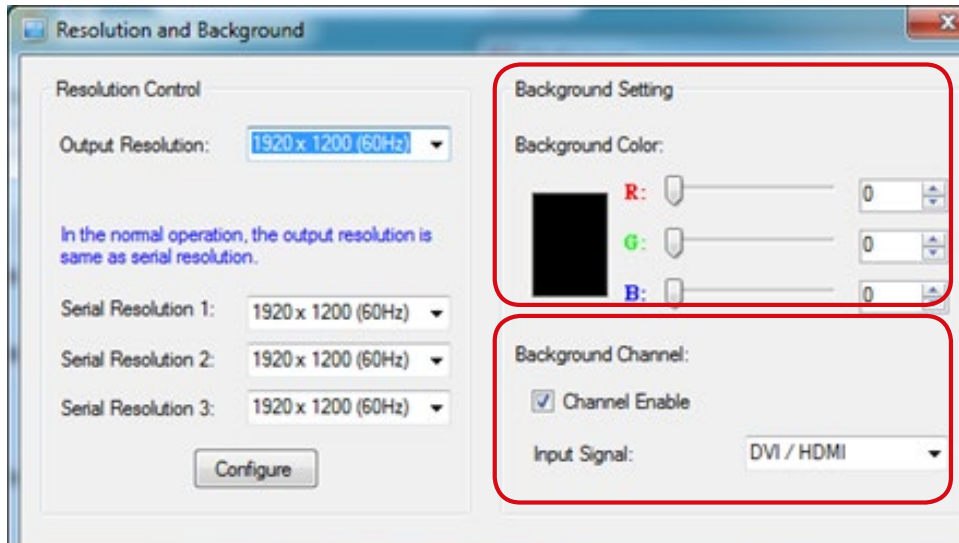 Resolution and Background
Resolution Control
Output Resolution: 1920 x 1200 (60Hz)
In the normal operation, the output resolution is
same as serial resolution.
Serial Resolution 1: 1920 x 1200 (60Hz)
Serial Resolution 2: 1920 x 1200 (60Hz)
Serial Resolution 3: 1920 x 1200 (60Hz)
Configure
Background Setting
Background Color:
R: 0
G: 0
B: 0
Background Channel:
Channel Enable
Input Signal: DVI / HDMI